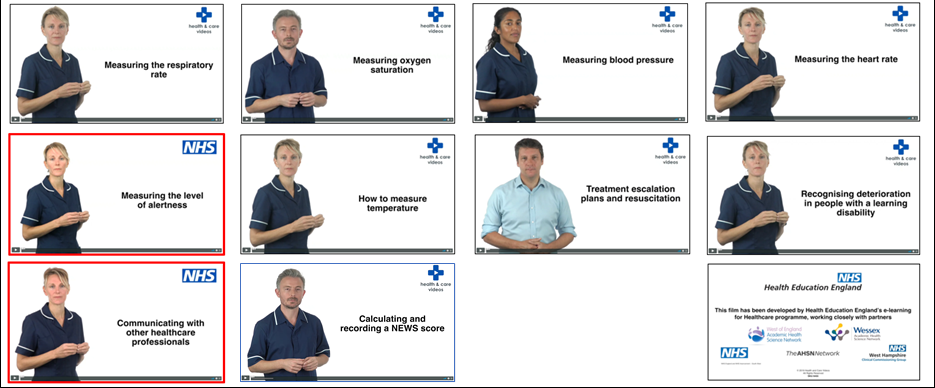 health & care
videos
Measuring the respiratory
rate
health & care
videos
Measuring oxygen
saturation
health & care
videos
Measuring blood pressure
health & care
videos
Measuring the heart rate
NHS
Measuring the level
of alertness
health & care
videos
How to measure
temperature
health & care
videos
Treatment escalation
plans and resuscitation
health & care
videos
Recognising deterioration
in people with a learning
disability
NHS
Communicating with
other healthcare
professionals
health & care
videos
Calculating and
recording a NEWS score
NHS
Health Education England
This film has been developed by Health Education England's e-learning
for Healthcare programme, working closely with partners
West of England
Academic Health
Science Network
Wessex
Academic Health
Science Network
NHS
TheAHSNNetwork
NHS
West Hampshire
Clinical Commissioning Group